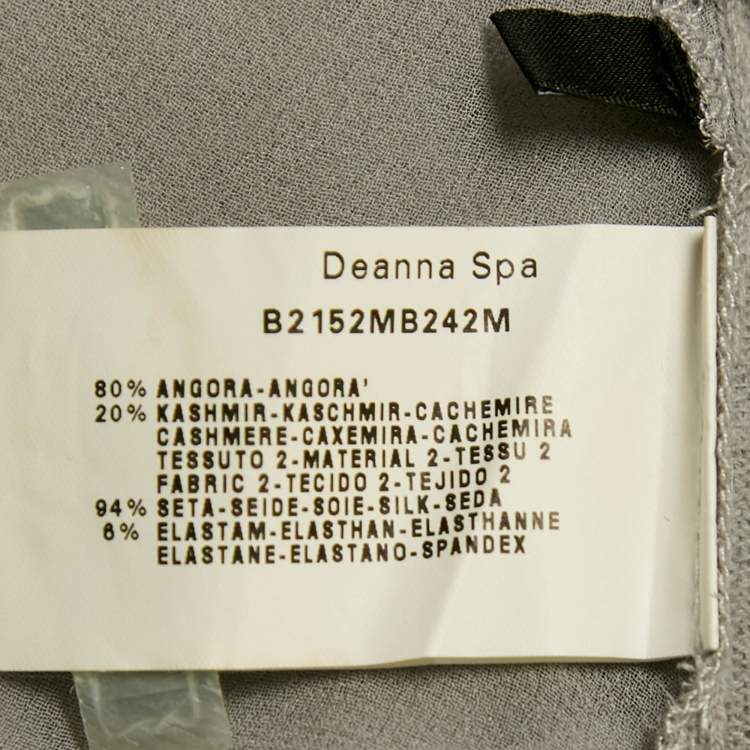 Deanna Spa
B2152MB242M
80% ANGORA-ANGORA'
20% KASHMIR-KASCHMIR-CACHEMIRE
CASHMERE-CAXEMIRA-CACHEMIRA
TESSUTO 2-MATERIAL 2-TESSU 2
FABRIC 2-TECIDO 2-TEJIDO 2
94% SETA-SEIDE-SOIE-SILK-SEDA
6% ELASTAM-ELASTHAN-ELASTHANNE
ELASTANE-ELASTANO-SPANDEX